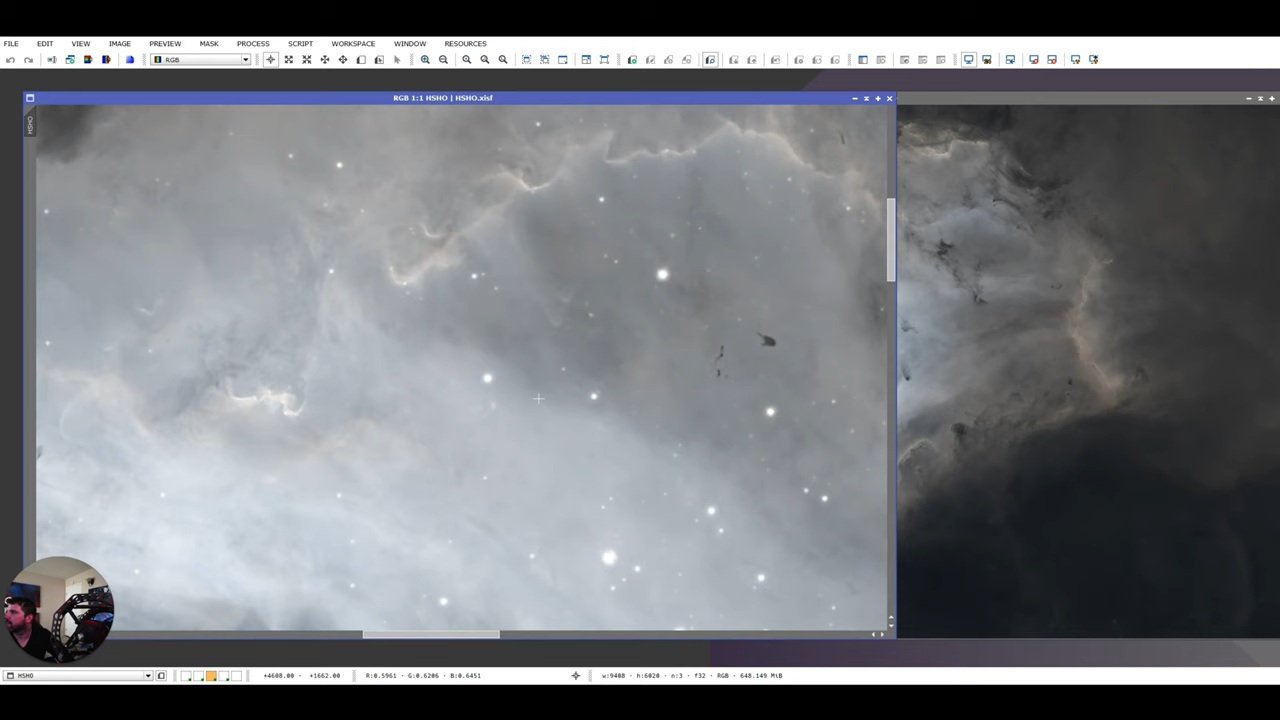 FILE EDIT VIEW IMAGE PREVIEW MASK PROCESS SCRIPT WORKSPACE WINDOW RESOURCES
RGB
RGB 1:1 HSHO | HSHO.xisf
HSHO
HSHO
+4608.00 · +1662.00
R:0.5961 · G:0.6206 · B:0.6451
w:9408 · h:6020 · n:3 · f32 · RGB · 648.149 MiB